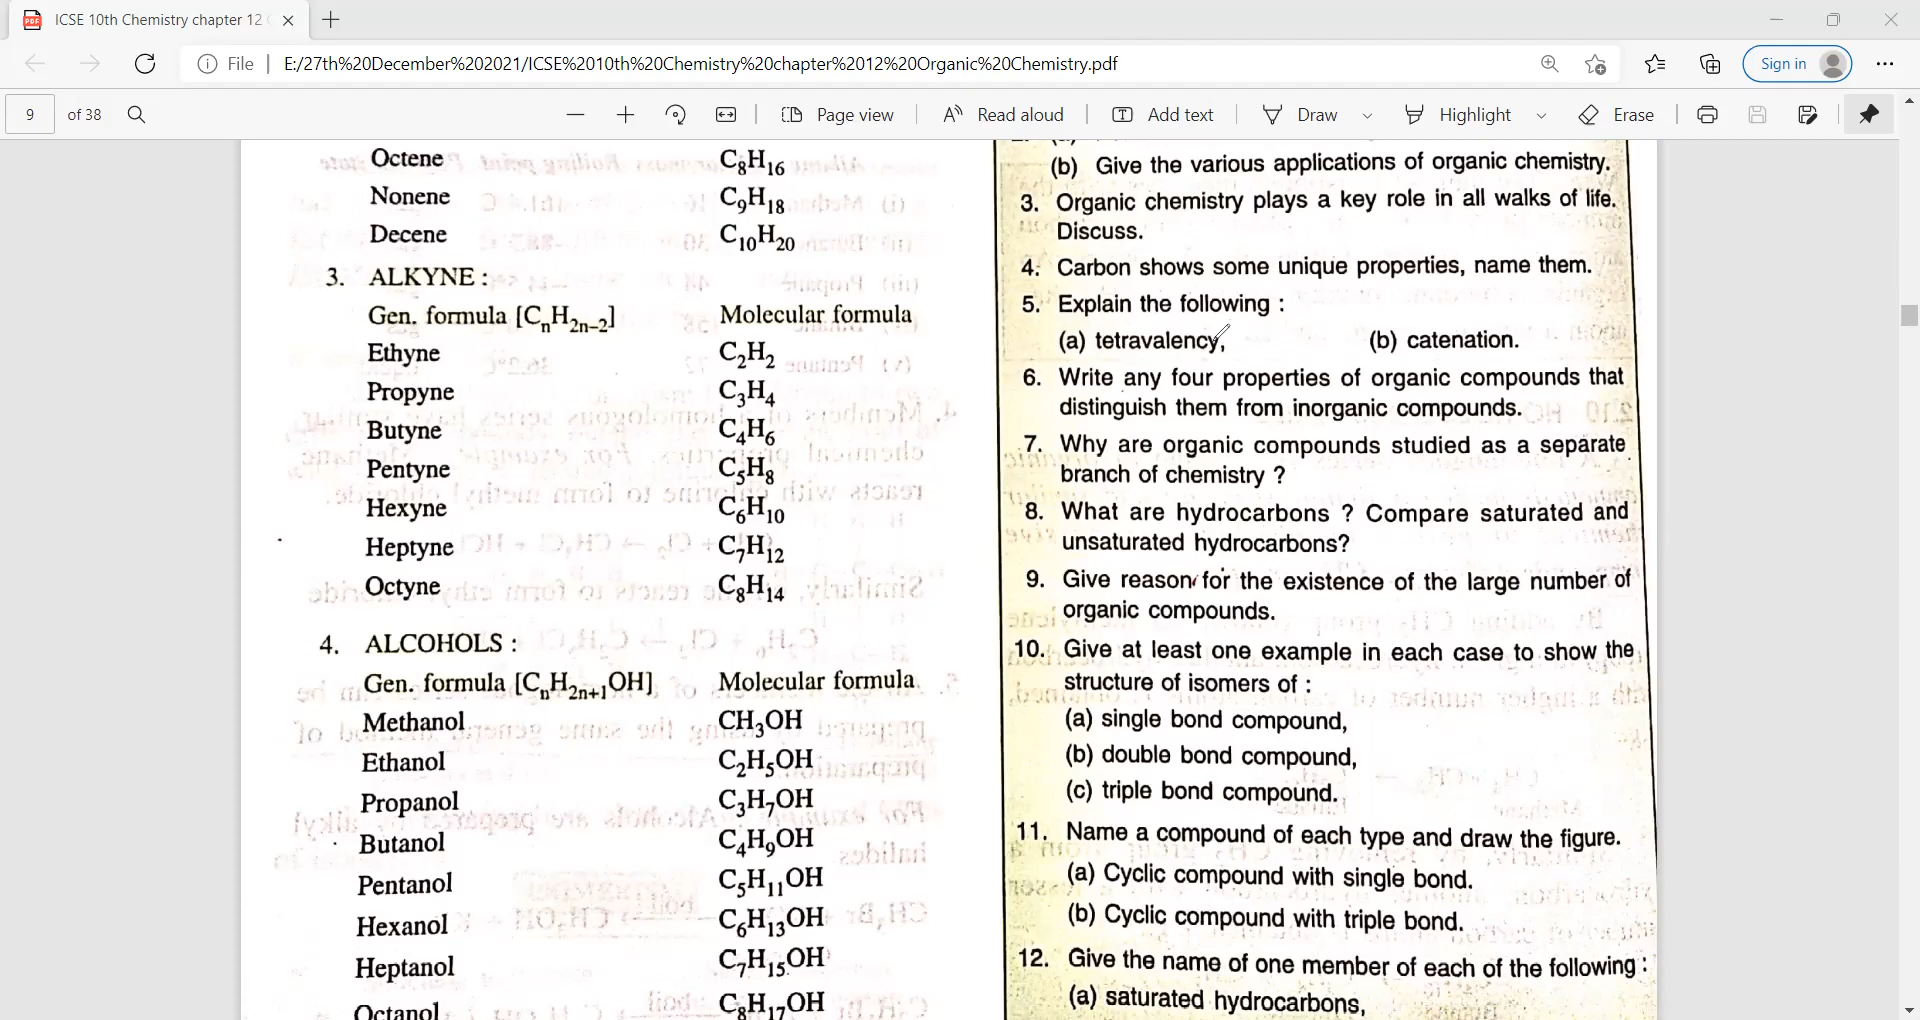 ICSE 10th Chemistry chapter 12
File
E:/27th%20December%202021/ICSE%2010th%20Chemistry%20chapter%2012%20Organic%20Chemistry.pdf
Sign in
9 of 38
Page view
Read aloud
Add text
Draw
Highlight
Erase
Octene C₈H₁₆
Nonene C₉H₁₈
Decene C₁₀H₂₀
3. ALKYNE :
Gen. formula [CₙH₂ₙ₋₂] Molecular formula
Ethyne C₂H₂
Propyne C₃H₄
Butyne C₄H₆
Pentyne C₅H₈
Hexyne C₆H₁₀
Heptyne C₇H₁₂
Octyne C₈H₁₄
4. ALCOHOLS :
Gen. formula [CₙH₂ₙ₊₁OH] Molecular formula
Methanol CH₃OH
Ethanol C₂H₅OH
Propanol C₃H₇OH
Butanol C₄H₉OH
Pentanol C₅H₁₁OH
Hexanol C₆H₁₃OH
Heptanol C₇H₁₅OH
Octanol C₈H₁₇OH
(b) Give the various applications of organic chemistry.
3. Organic chemistry plays a key role in all walks of life.
Discuss.
4. Carbon shows some unique properties, name them.
5. Explain the following :
(a) tetravalency, (b) catenation.
6. Write any four properties of organic compounds that
distinguish them from inorganic compounds.
7. Why are organic compounds studied as a separate
branch of chemistry ?
8. What are hydrocarbons ? Compare saturated and
unsaturated hydrocarbons?
9. Give reason for the existence of the large number of
organic compounds.
10. Give at least one example in each case to show the
structure of isomers of :
(a) single bond compound,
(b) double bond compound,
(c) triple bond compound.
11. Name a compound of each type and draw the figure.
(a) Cyclic compound with single bond.
(b) Cyclic compound with triple bond.
12. Give the name of one member of each of the following :
(a) saturated hydrocarbons,